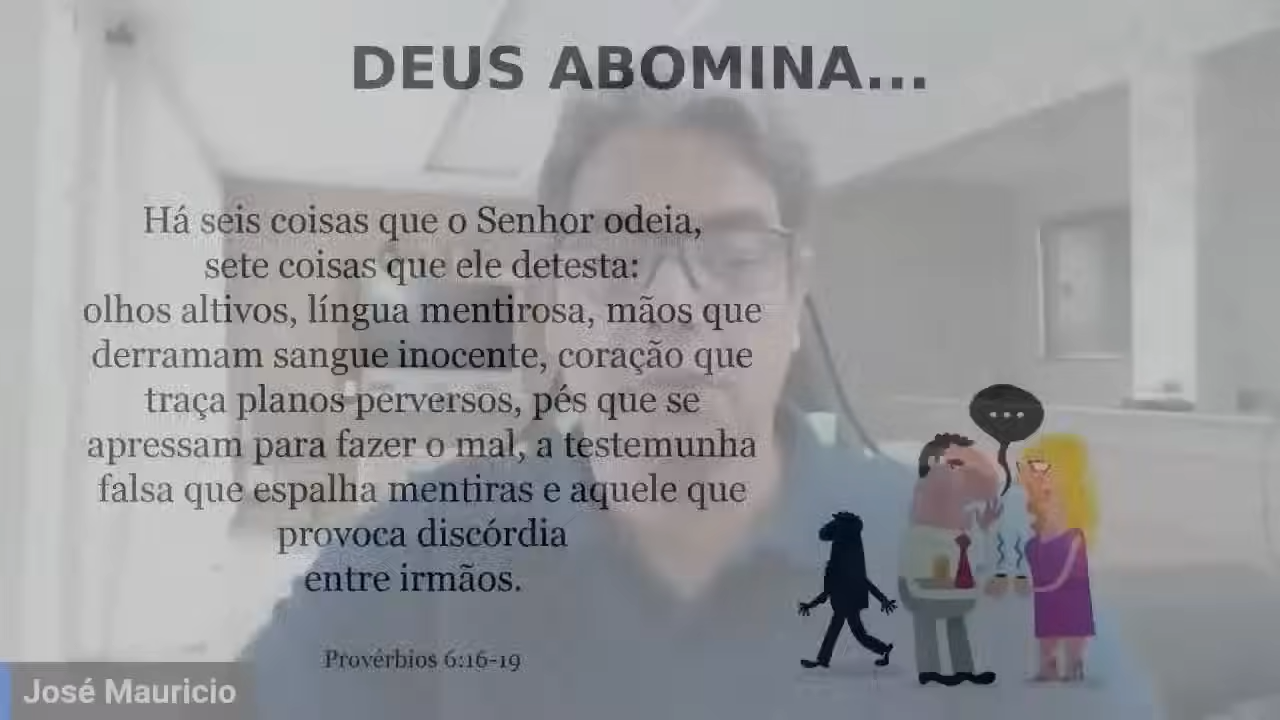 DEUS ABOMINA...
Há seis coisas que o Senhor odeia,
sete coisas que ele detesta:
olhos altivos, língua mentirosa, mãos que
derramam sangue inocente, coração que
traça planos perversos, pés que se
apressam para fazer o mal, a testemunha
falsa que espalha mentiras e aquele que
provoca discórdia
entre irmãos.
...
Provérbios 6:16-19
José Mauricio